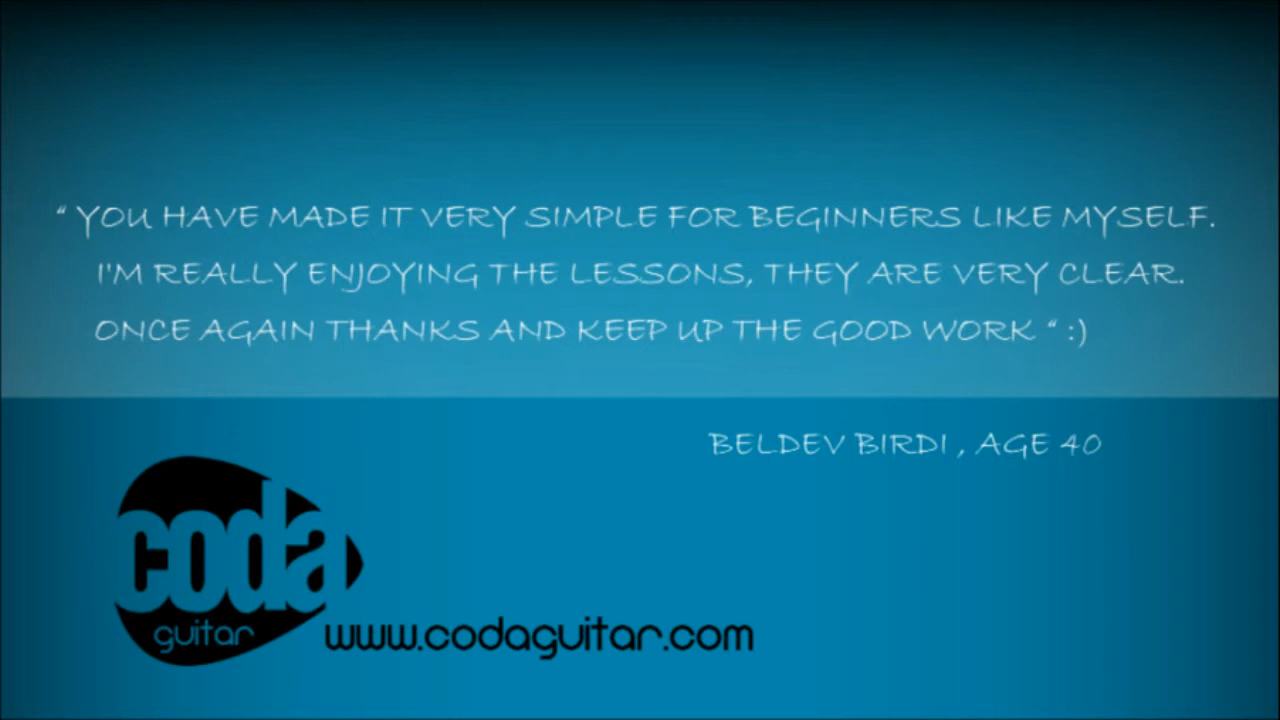 “ YOU HAVE MADE IT VERY SIMPLE FOR BEGINNERS LIKE MYSELF.
I'M REALLY ENJOYING THE LESSONS, THEY ARE VERY CLEAR.
ONCE AGAIN THANKS AND KEEP UP THE GOOD WORK “ :)
BELDEV BIRDI , AGE 40
coda
guitar
www.codaguitar.com